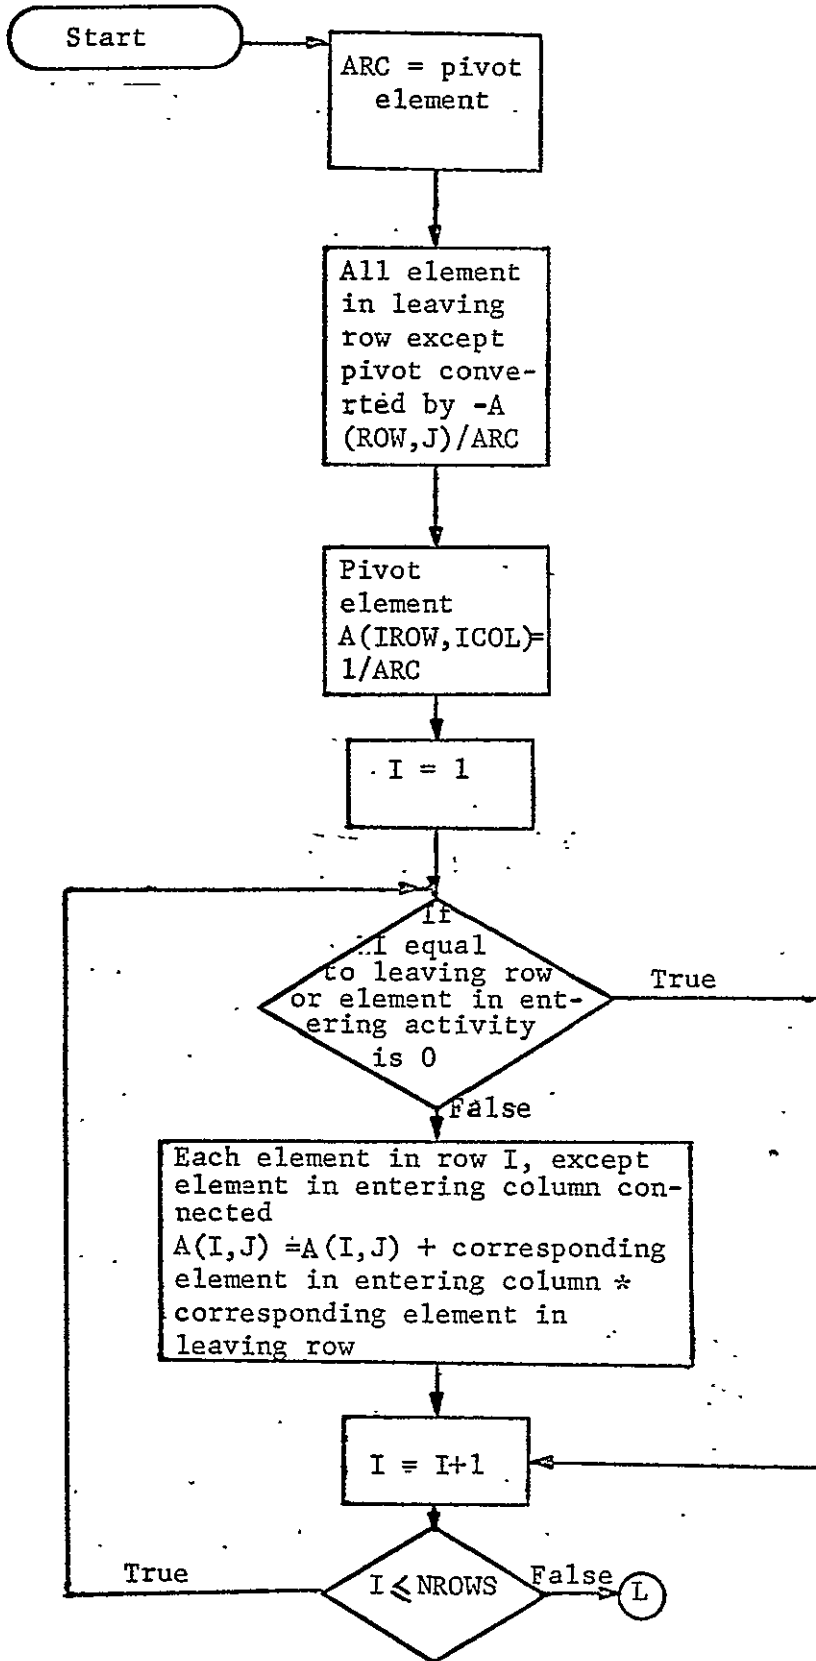 Start
ARC = pivot
element
All element
in leaving
row except
pivot conve-
rted by -A
(ROW,J)/ARC
Pivot
element
A(IROW,ICOL)=
1/ARC
I = 1
If
I equal
to leaving row
or element in ent-
ering activity
is 0
True
False
Each element in row I, except
element in entering column con-
nected
A(I,J) =A(I,J) + corresponding
element in entering column *
corresponding element in
leaving row
I = I+1
True
I ≤ NROWS
False
L